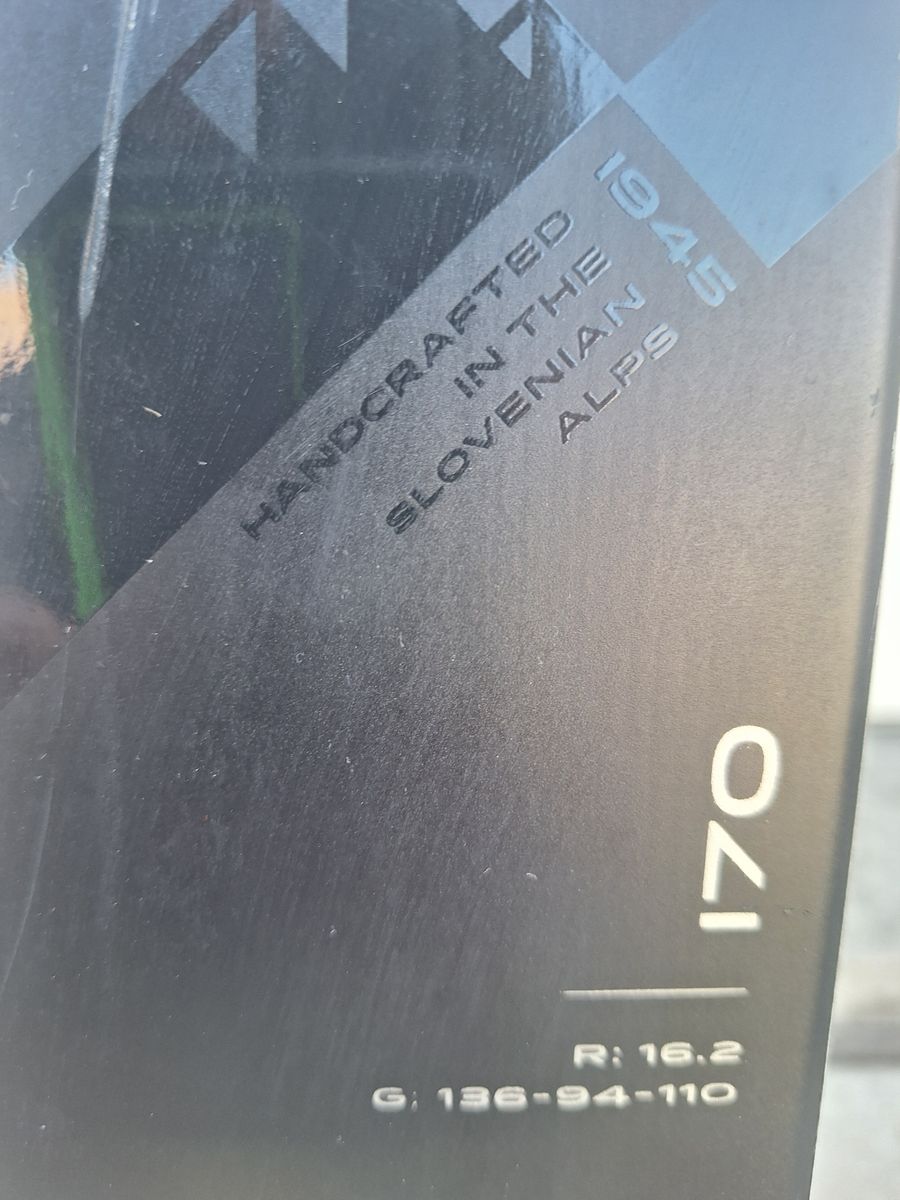 1945
HANDCRAFTED
IN THE
SLOVENIAN
ALPS
170
R: 16.2
G: 136-94-110